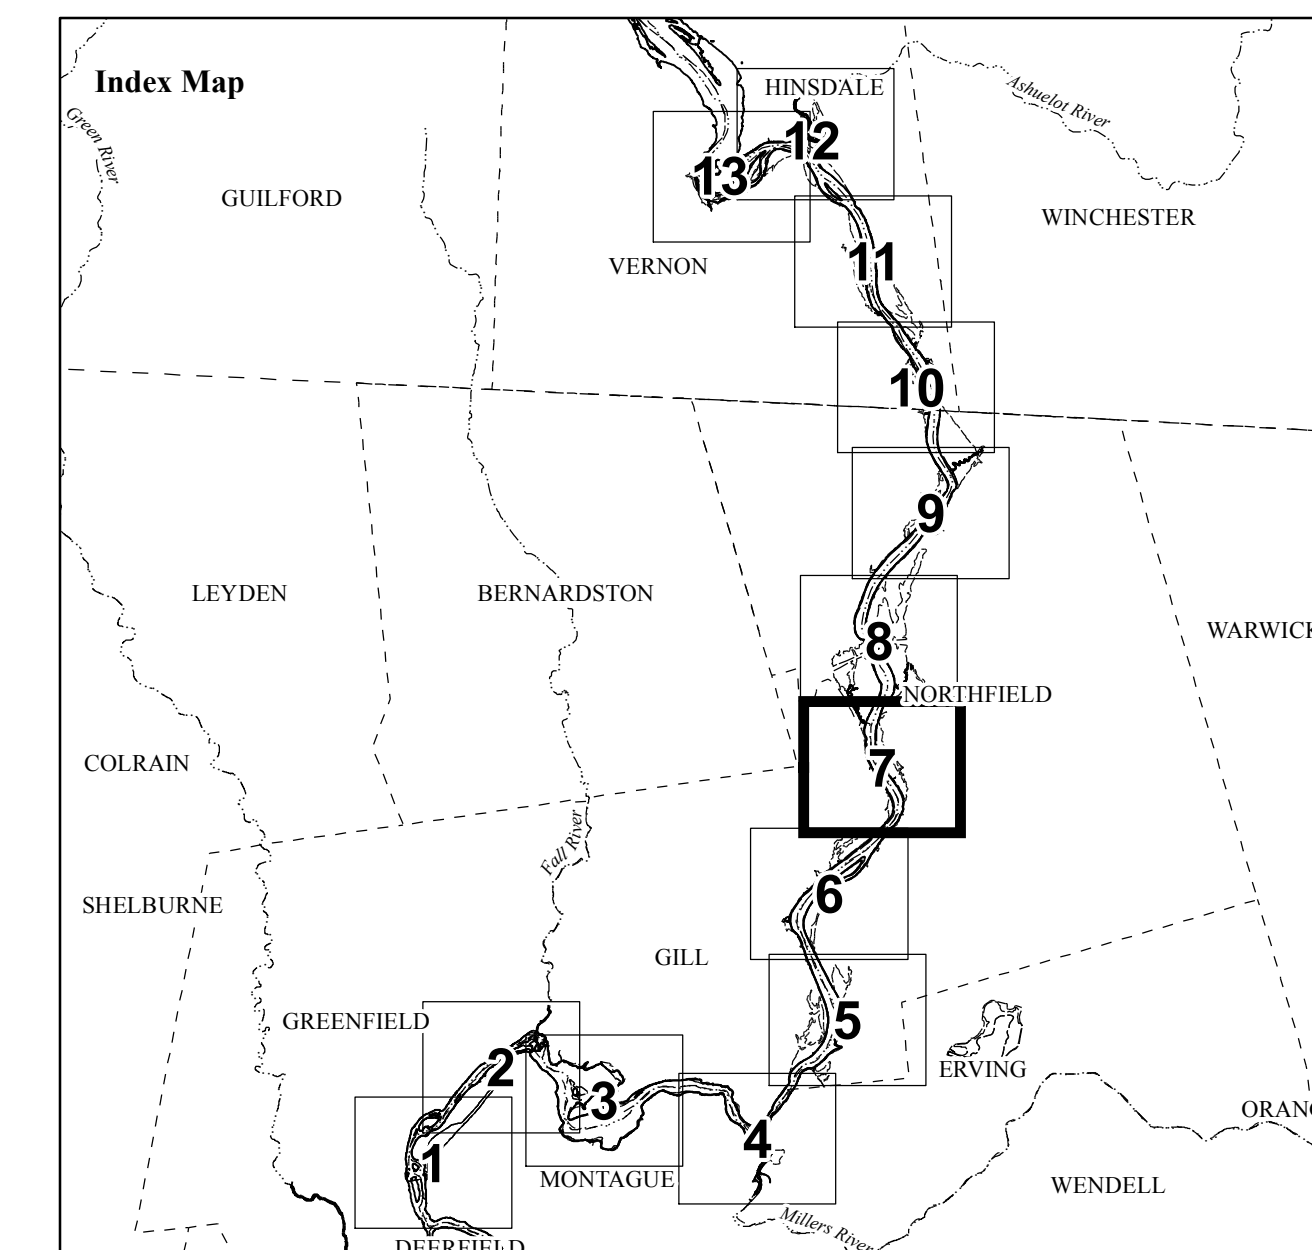 Index Map
HINSDALE
Ashuelot River
Green River
12
13
GUILFORD
WINCHESTER
VERNON
11
10
9
LEYDEN
BERNARDSTON
WARWICK
8
NORTHFIELD
COLRAIN
7
Fall River
SHELBURNE
6
GILL
GREENFIELD
5
2
ERVING
3
ORANG
4
1
MONTAGUE
WENDELL
Millers River
DEERFIELD